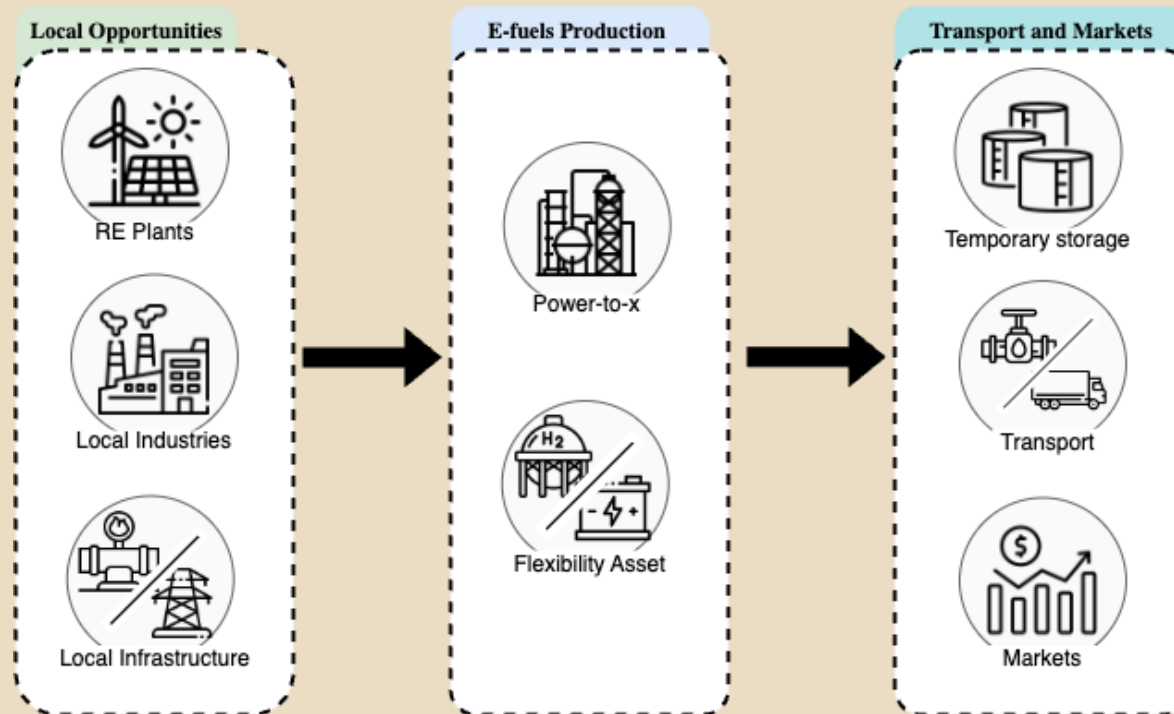 Local Opportunities
RE Plants
Local Industries
Local Infrastructure
E-fuels Production
Power-to-x
H2
- +
Flexibility Asset
Transport and Markets
Temporary storage
Transport
$
Markets